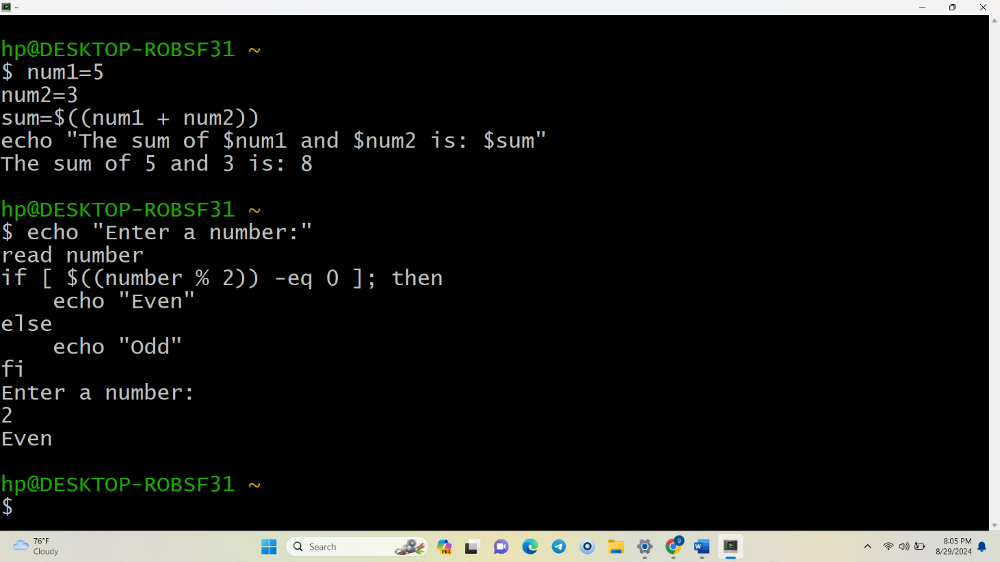 ~
hp@DESKTOP-ROBSF31 ~
$ num1=5
num2=3
sum=$((num1 + num2))
echo "The sum of $num1 and $num2 is: $sum"
The sum of 5 and 3 is: 8
hp@DESKTOP-ROBSF31 ~
$ echo "Enter a number:"
read number
if [ $((number % 2)) -eq 0 ]; then
    echo "Even"
else
    echo "Odd"
fi
Enter a number:
2
Even
hp@DESKTOP-ROBSF31 ~
$
76°F
Cloudy
Search
PRE
g
W
8:05 PM
8/29/2024